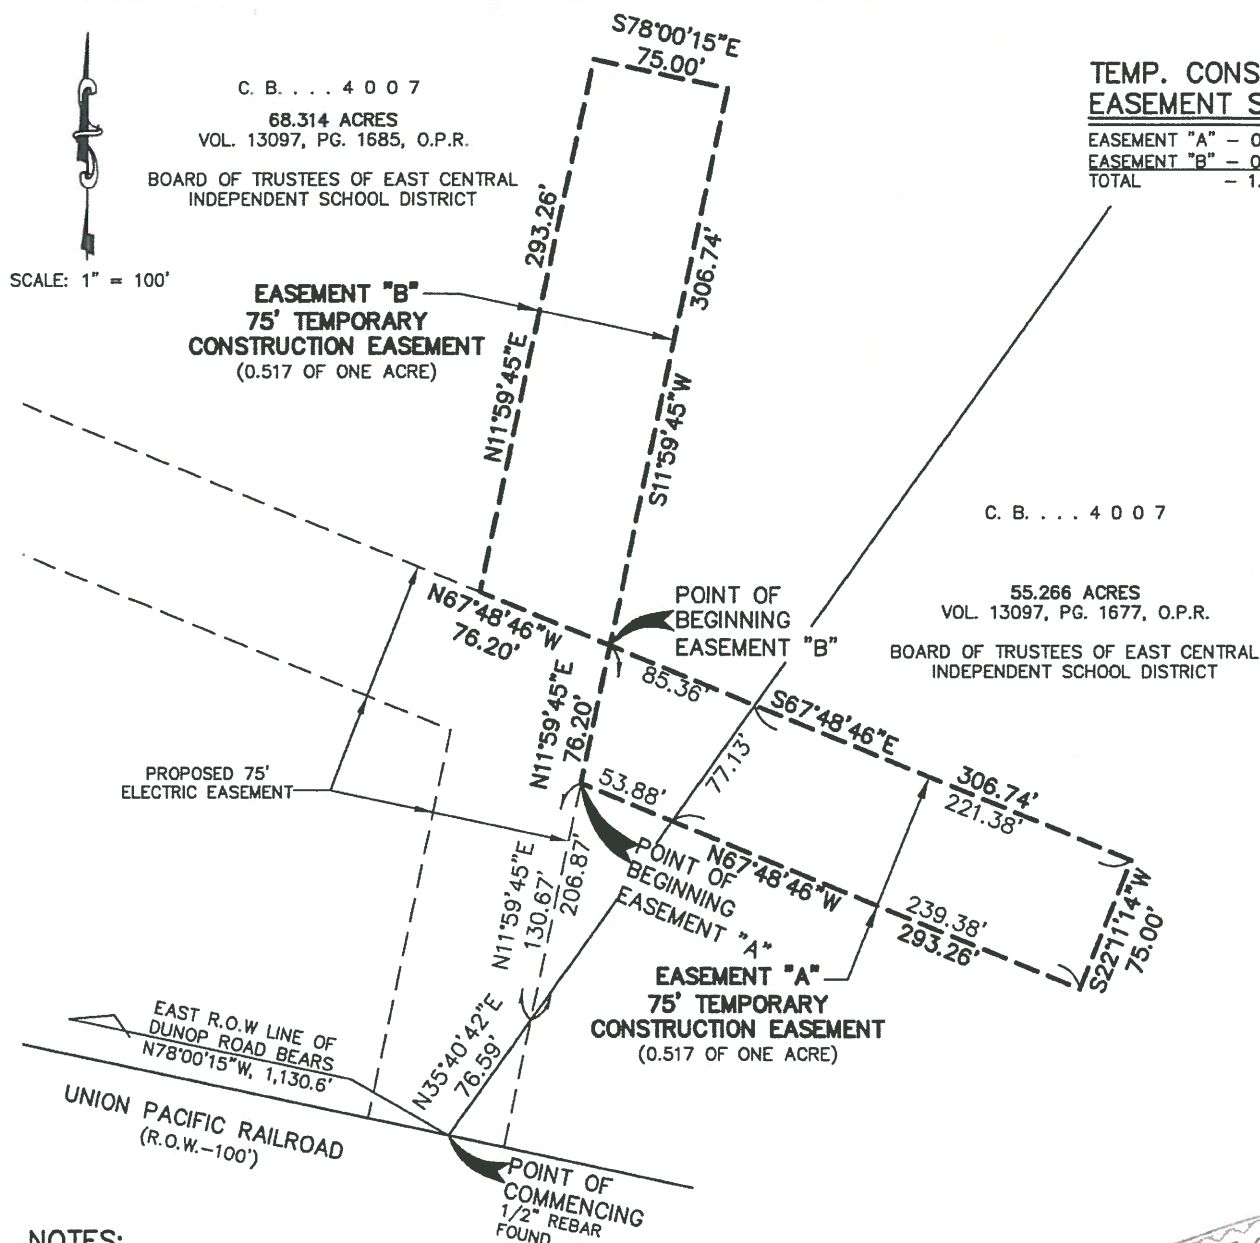 S78°00'15"E
75.00'
C. B. . . . 4 0 0 7
68.314 ACRES
VOL. 13097, PG. 1685, O.P.R.
BOARD OF TRUSTEES OF EAST CENTRAL
INDEPENDENT SCHOOL DISTRICT
TEMP. CONS
EASEMENT S
EASEMENT "A" – 0
EASEMENT "B" – 0
TOTAL – 1.
SCALE: 1" = 100'
293.26'
N11°59'45"E
306.74'
S11°59'45"W
EASEMENT "B"
75' TEMPORARY
CONSTRUCTION EASEMENT
(0.517 OF ONE ACRE)
C. B. . . . 4 0 0 7
55.266 ACRES
VOL. 13097, PG. 1677, O.P.R.
BOARD OF TRUSTEES OF EAST CENTRAL
INDEPENDENT SCHOOL DISTRICT
N67°48'46"W
76.20'
POINT OF
BEGINNING
EASEMENT "B"
N11°59'45"E
76.20'
85.36'
S67°48'46"E
306.74'
221.38'
77.13'
53.88'
PROPOSED 75'
ELECTRIC EASEMENT
POINT OF
BEGINNING
EASEMENT "A"
N67°48'46"W
239.38'
293.26'
S22°11'14"W
75.00'
N11°59'45"E
130.67'
206.87'
EASEMENT "A"
75' TEMPORARY
CONSTRUCTION EASEMENT
(0.517 OF ONE ACRE)
EAST R.O.W LINE OF
DUNOP ROAD BEARS
N78°00'15"W, 1,130.6'
N35°40'42"E
76.59'
UNION PACIFIC RAILROAD
(R.O.W.–100')
POINT OF
COMMENCING
1/2" REBAR
FOUND
NOTES: